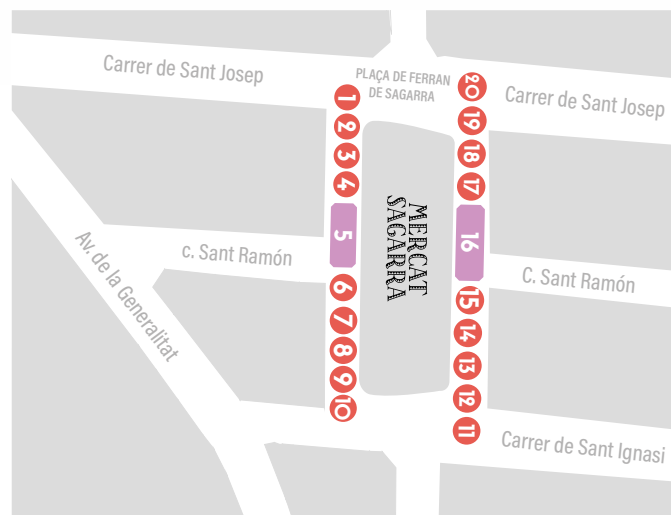 Carrer de Sant Josep
PLAÇA DE FERRAN
DE SAGARRA
Carrer de Sant Josep
1
2
3
4
5
6
7
8
9
10
MERCAT
SAGARRA
20
19
18
17
16
15
14
13
12
11
c. Sant Ramón
C. Sant Ramón
Av. de la Generalitat
Carrer de Sant Ignasi